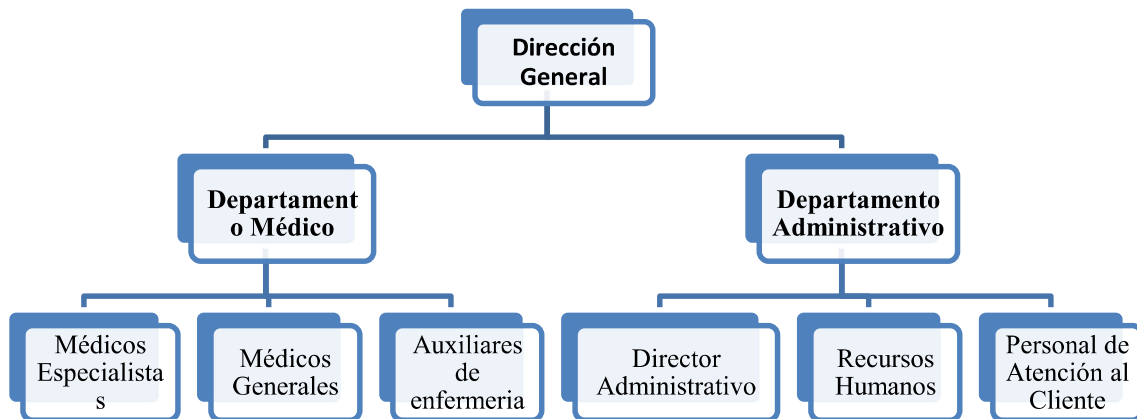 Dirección
General
Departament
o Médico
Departamento
Administrativo
Médicos
Especialista
s
Médicos
Generales
Auxiliares
de
enfermeria
Director
Administrativo
Recursos
Humanos
Personal de
Atención al
Cliente